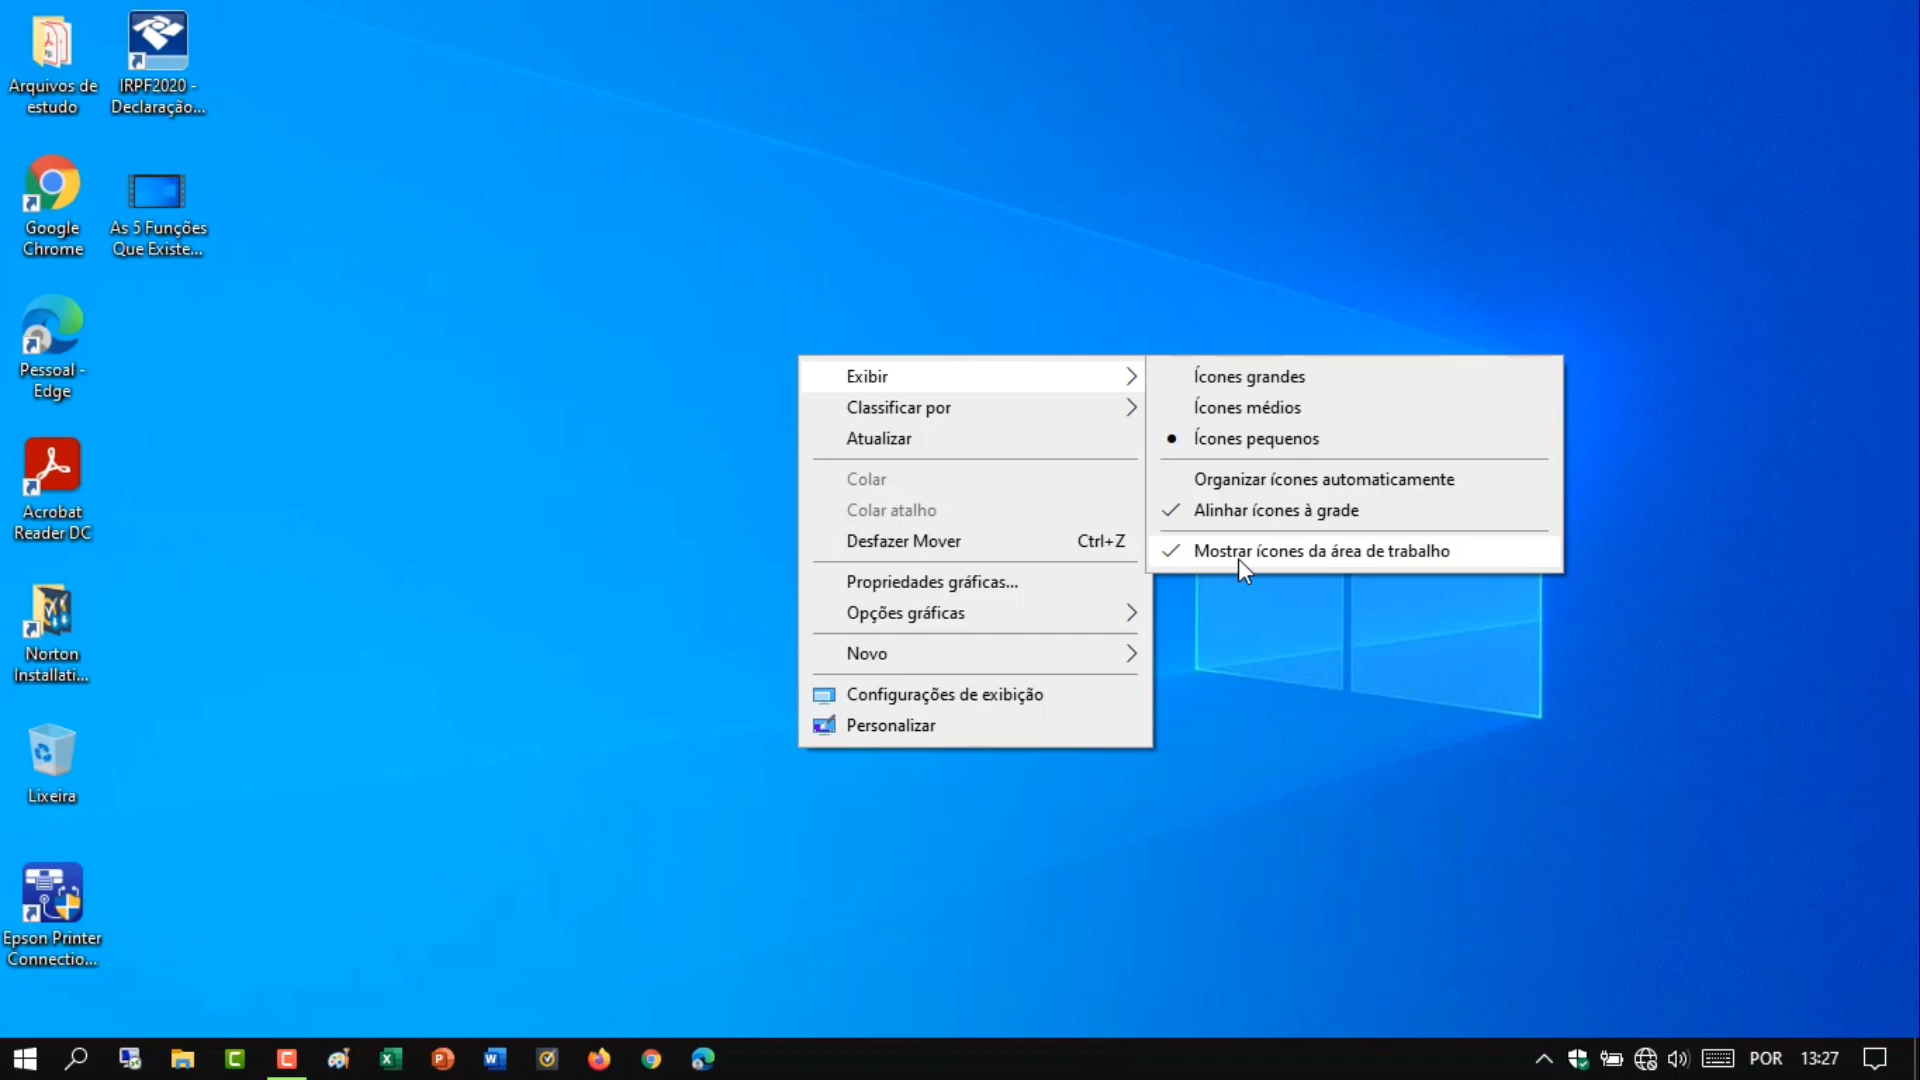 Arquivos de
estudo
IRPF2020 -
Declaração...
Google
Chrome
As 5 Funções
Que Existe...
Pessoal -
Edge
Acrobat
Reader DC
Norton
Installati...
Lixeira
Epson Printer
Connectio...
Exibir
Classificar por
Atualizar
Colar
Colar atalho
Desfazer Mover Ctrl+Z
Propriedades gráficas...
Opções gráficas
Novo
Configurações de exibição
Personalizar
Ícones grandes
Ícones médios
Ícones pequenos
Organizar ícones automaticamente
Alinhar ícones à grade
Mostrar ícones da área de trabalho
POR 13:27